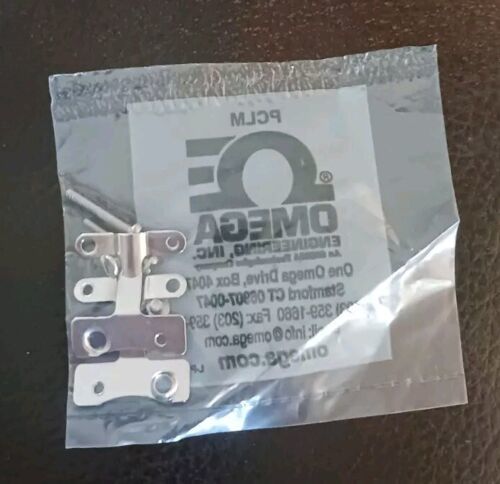 PCLM
®
OMEGA
ENGINEERING, INC.
One Omega Drive, Box 4047
Stamford CT 06907-0047
359-1660 Fax: (203) 359-
info@omega.com
omega.com